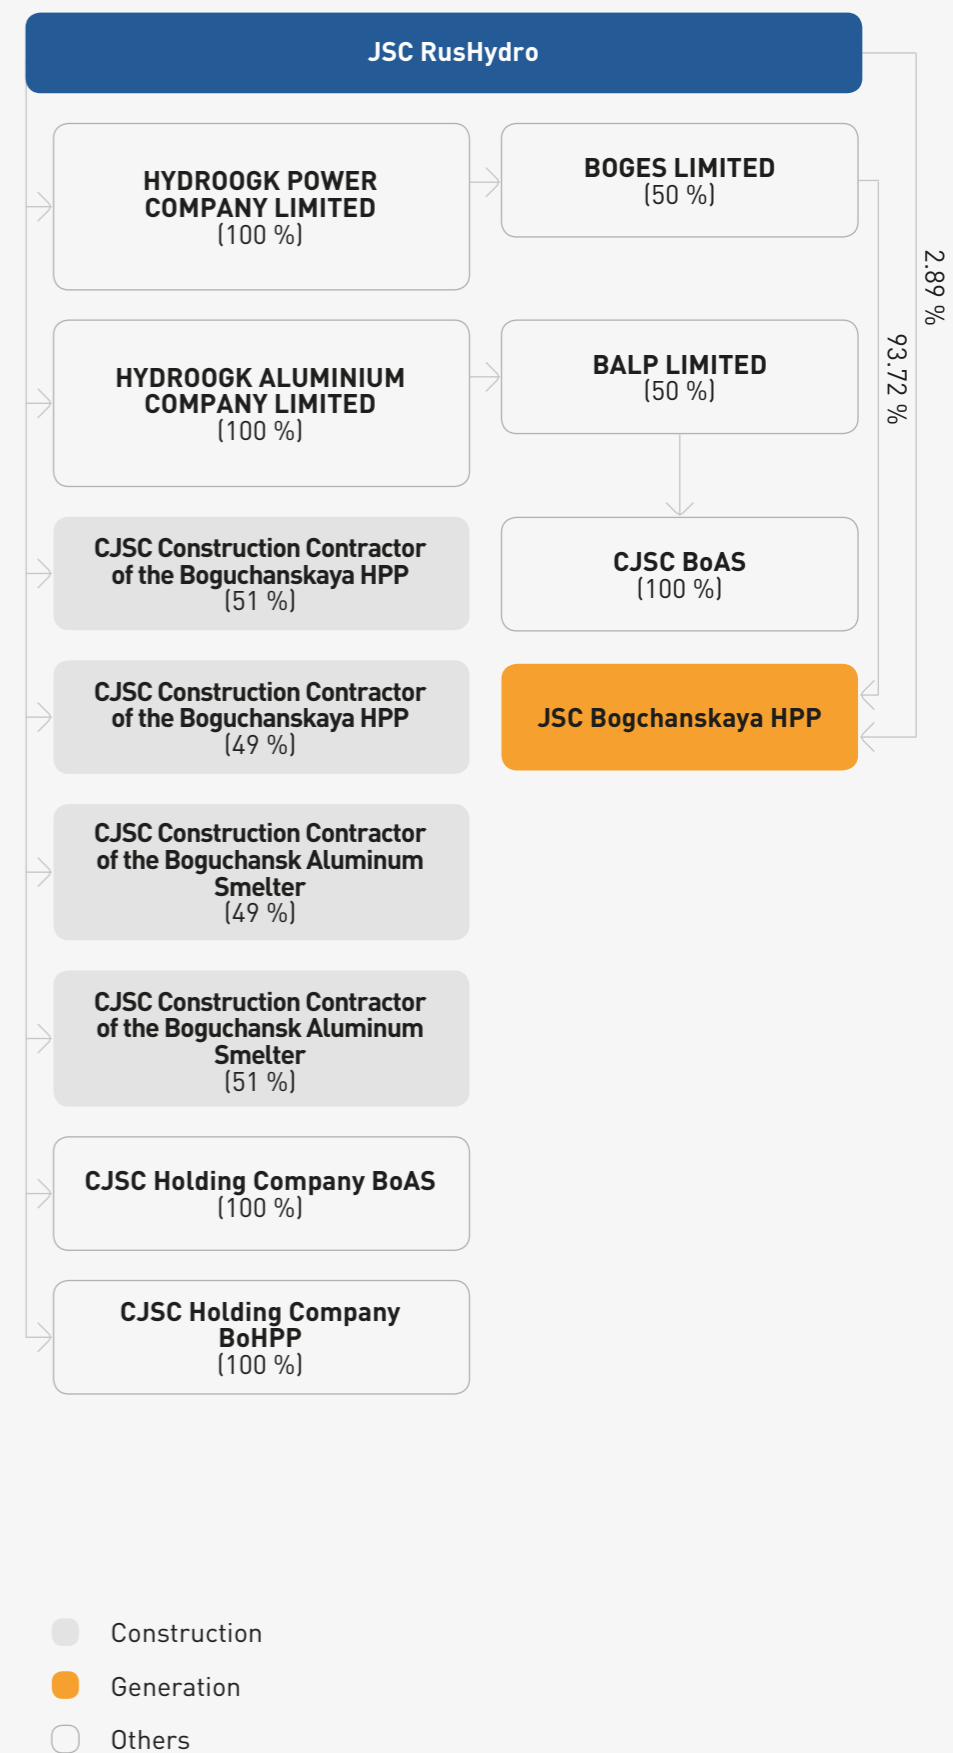 JSC RusHydro
HYDROOGK POWER
COMPANY LIMITED
(100 %)
BOGES LIMITED
(50 %)
2.89 %
93.72 %
HYDROOGK ALUMINIUM
COMPANY LIMITED
(100 %)
BALP LIMITED
(50 %)
CJSC Construction Contractor
of the Boguchanskaya HPP
(51 %)
CJSC BoAS
(100 %)
CJSC Construction Contractor
of the Boguchanskaya HPP
(49 %)
JSC Bogchanskaya HPP
CJSC Construction Contractor
of the Boguchansk Aluminum
Smelter
(49 %)
CJSC Construction Contractor
of the Boguchansk Aluminum
Smelter
(51 %)
CJSC Holding Company BoAS
(100 %)
CJSC Holding Company
BoHPP
(100 %)
Construction
Generation
Others